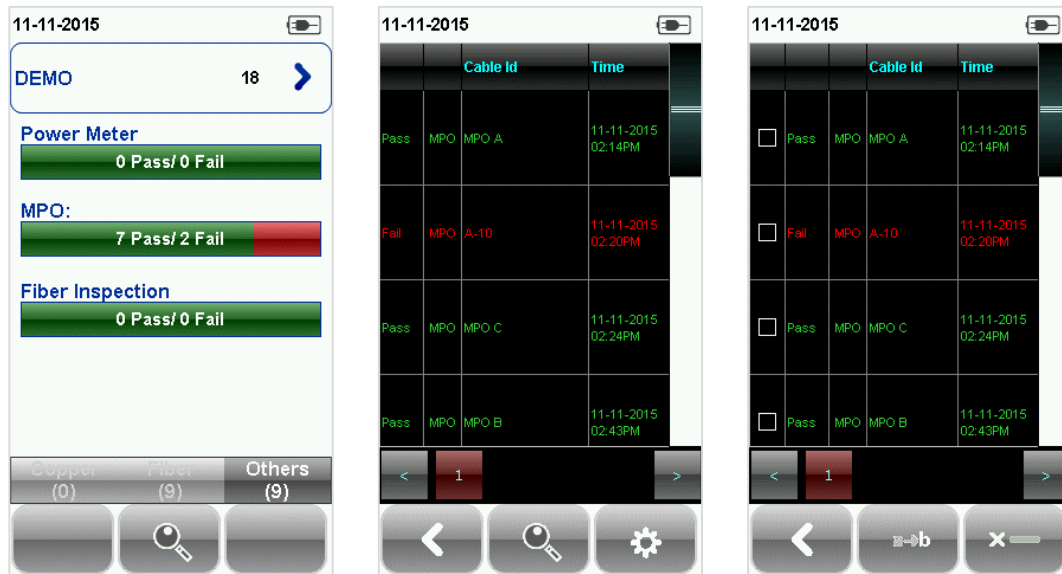 11-11-2015
DEMO 18
Power Meter
0 Pass/ 0 Fail
MPO:
7 Pass/ 2 Fail
Fiber Inspection
0 Pass/ 0 Fail
Copper Fiber Others
(0) (9) (9)
11-11-2015
Cable Id Time
Pass MPO MPO A 11-11-2015
02:14PM
Fail MPO A-10 11-11-2015
02:20PM
Pass MPO MPO C 11-11-2015
02:24PM
Pass MPO MPO B 11-11-2015
02:43PM
< 1 >
11-11-2015
Cable Id Time
Pass MPO MPO A 11-11-2015
02:14PM
Fail MPO A-10 11-11-2015
02:20PM
Pass MPO MPO C 11-11-2015
02:24PM
Pass MPO MPO B 11-11-2015
02:43PM
< 1 >
b